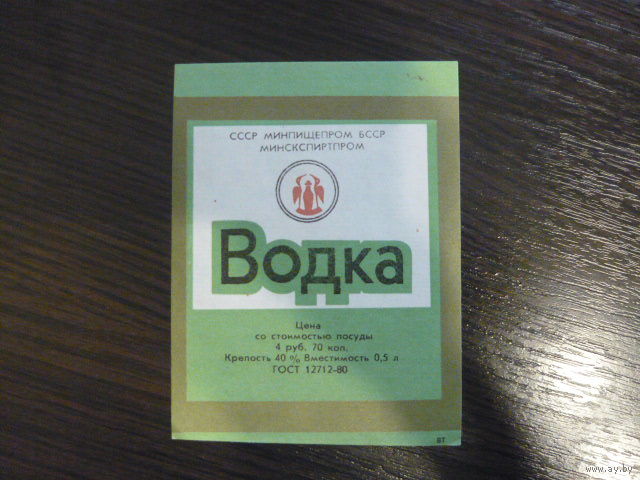 СССР МИНПИЩЕПРОМ БССР
МИНСКСПИРТПРОМ
Водка
Цена
со стоимостью посуды
4 руб. 70 коп.
Крепость 40 % Вместимость 0,5 л
ГОСТ 12712-80
ВТ
www.ay.by